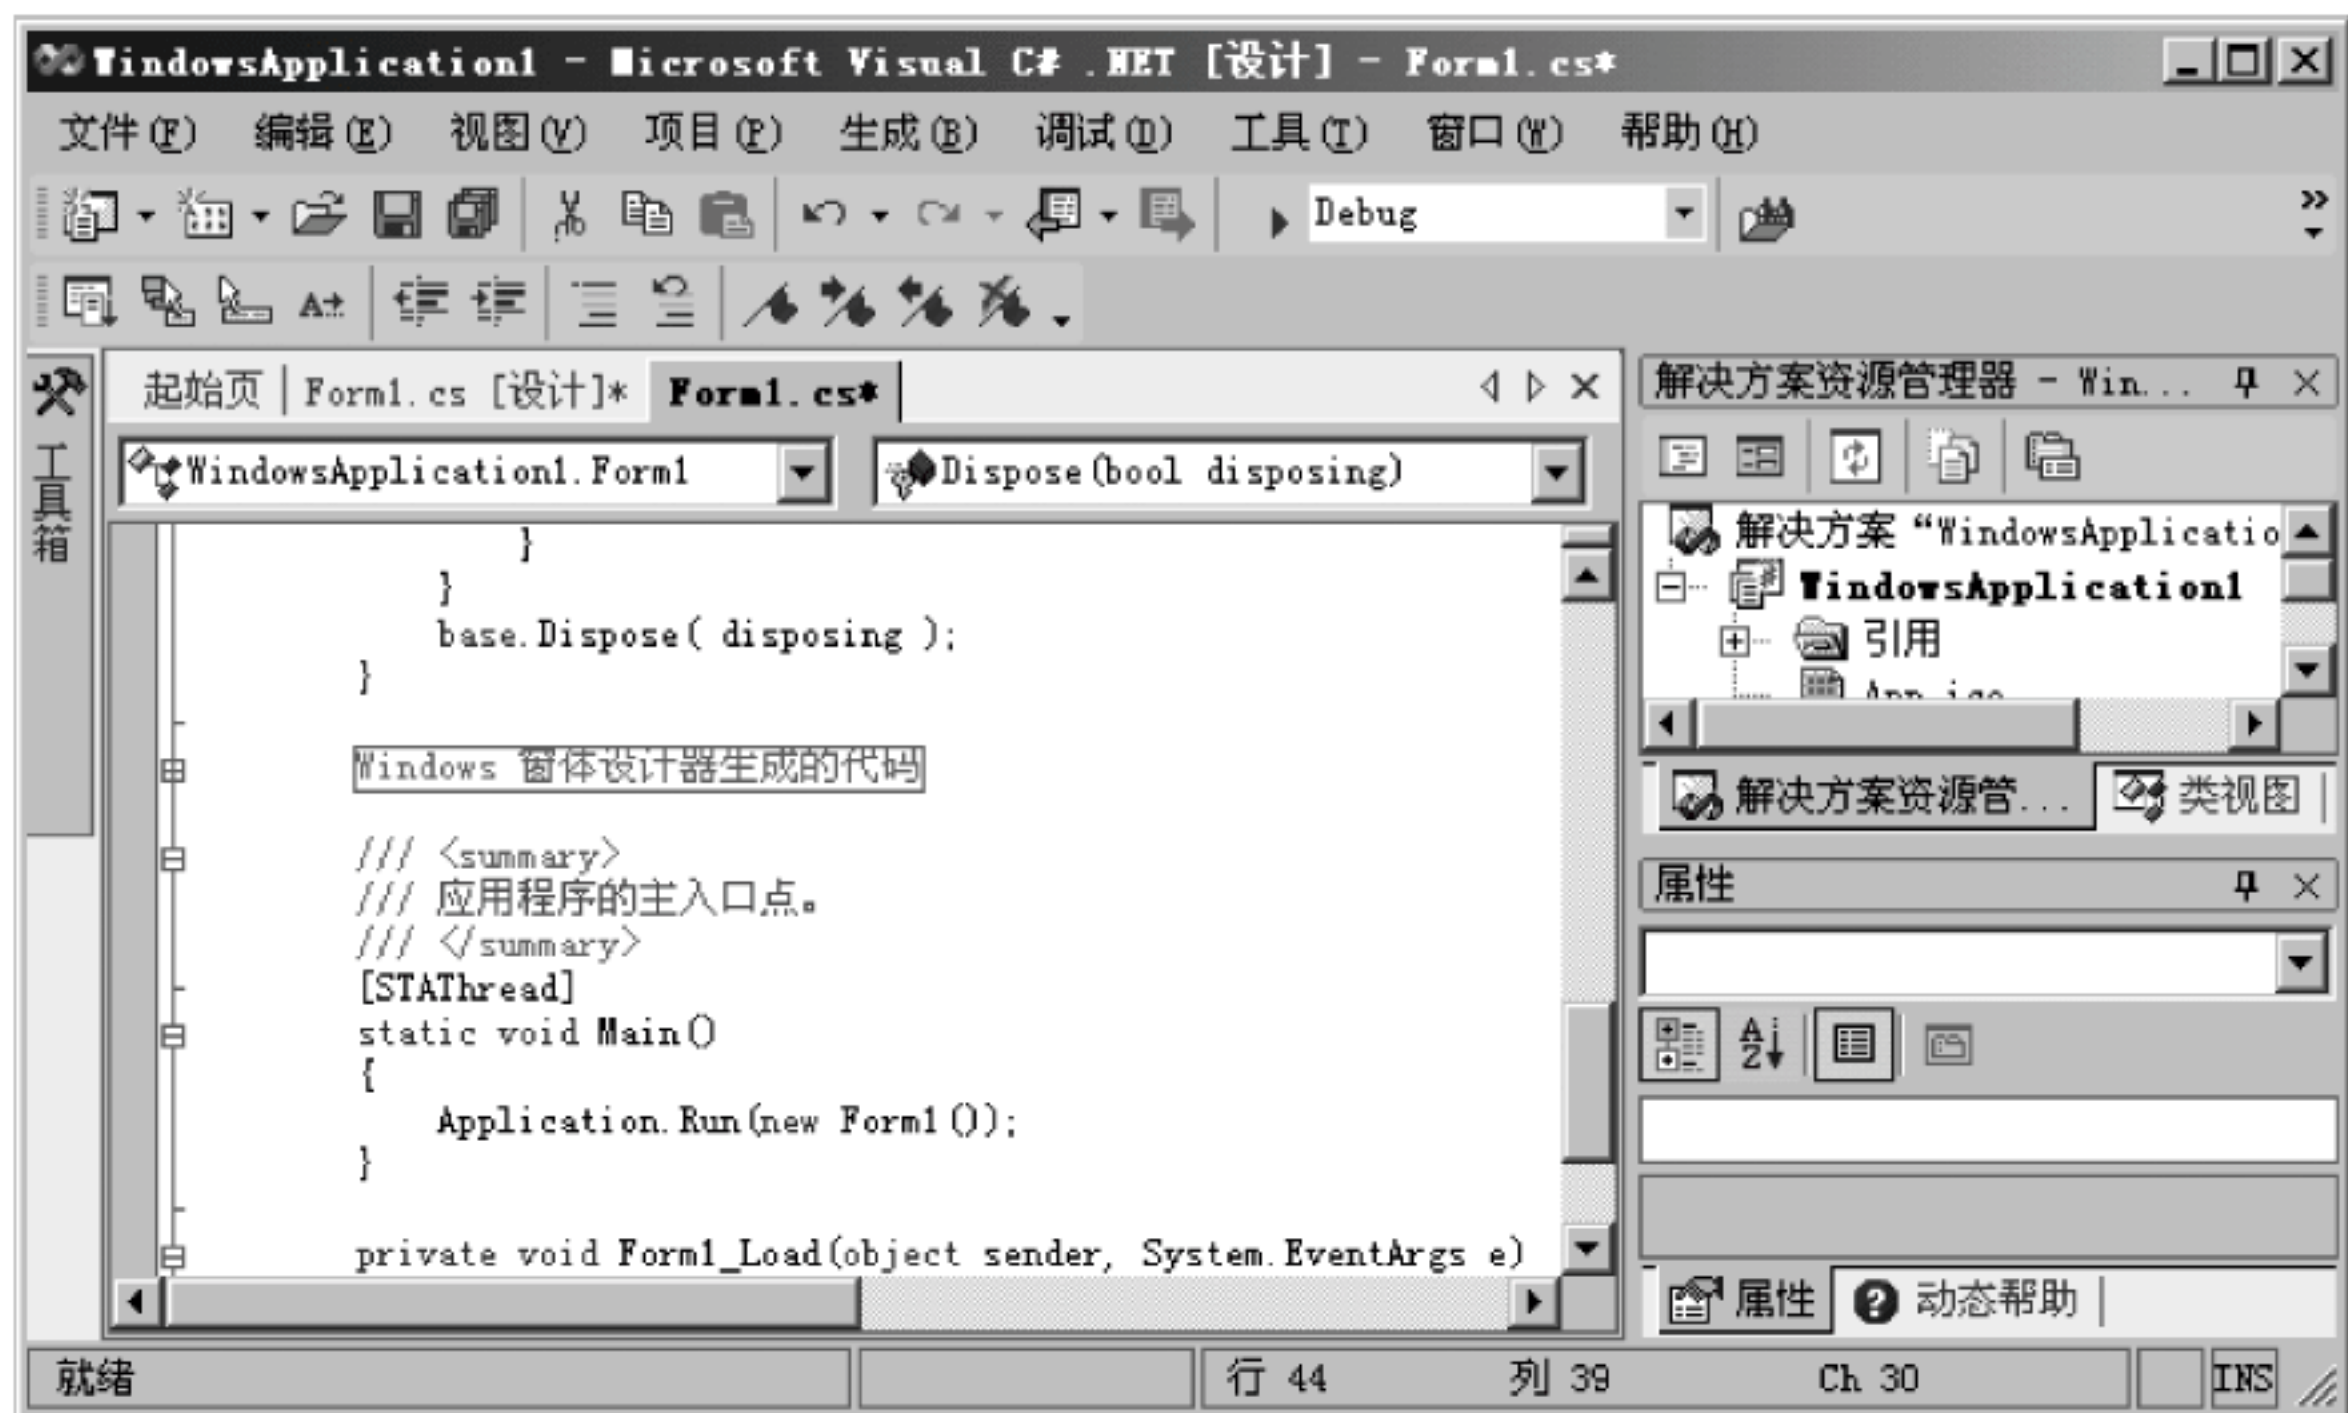 WindowsApplication1 - Microsoft Visual C# .NET [设计] - Form1.cs*
文件(F) 编辑(E) 视图(V) 项目(P) 生成(B) 调试(D) 工具(T) 窗口(W) 帮助(H)
Debug
工具箱
起始页 Form1.cs [设计]* Form1.cs*
WindowsApplication1.Form1 Dispose(bool disposing)
}
}
base.Dispose( disposing );
}
Windows 窗体设计器生成的代码
/// <summary>
/// 应用程序的主入口点。
/// </summary>
[STAThread]
static void Main()
{
Application.Run(new Form1());
}
private void Form1_Load(object sender, System.EventArgs e)
解决方案资源管理器 - Win...
解决方案“WindowsApplicatio
WindowsApplication1
引用
App.ico
解决方案资源管... 类视图
属性
属性 动态帮助
就绪 行 44 列 39 Ch 30 INS